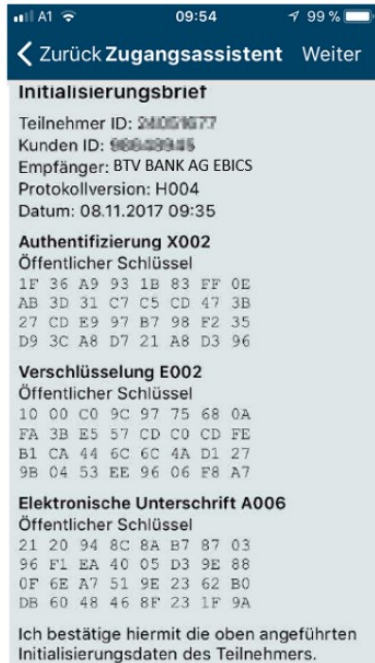 A1 09:54 99 %
Zurück Zugangsassistent Weiter
Initialisierungsbrief
Teilnehmer ID:
Kunden ID:
Empfänger: BTV BANK AG EBICS
Protokollversion: H004
Datum: 08.11.2017 09:35
Authentifizierung X002
Öffentlicher Schlüssel
1F 36 A9 93 1B 83 FF 0E
AB 3D 31 C7 C5 CD 47 3B
27 CD E9 97 B7 98 F2 35
D9 3C A8 D7 21 A8 D3 96
Verschlüsselung E002
Öffentlicher Schlüssel
10 00 C0 9C 97 75 68 0A
FA 3B E5 57 CD C0 CD FE
B1 CA 44 6C 6C 4A D1 27
9B 04 53 EE 96 06 F8 A7
Elektronische Unterschrift A006
Öffentlicher Schlüssel
21 20 94 8C 8A B7 87 03
96 F1 EA 40 05 D3 9E 88
0F 6E A7 51 9E 23 62 B0
DB 60 48 46 8F 23 1F 9A
Ich bestätige hiermit die oben angeführten
Initialisierungsdaten des Teilnehmers.